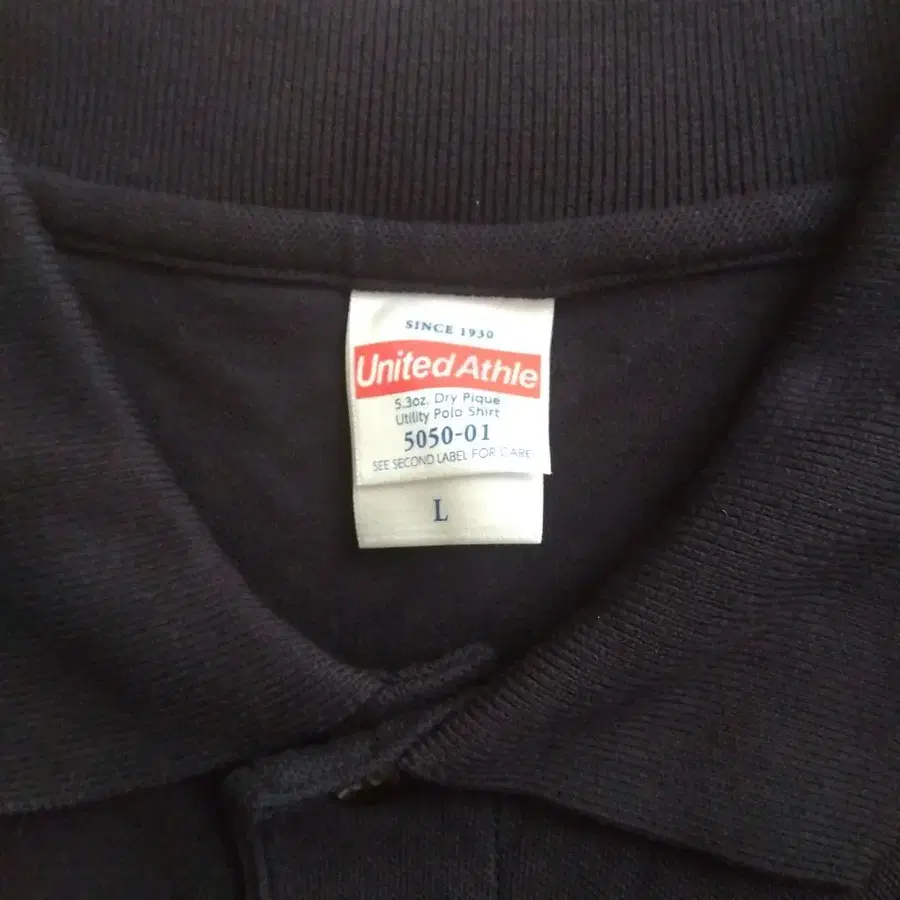 SINCE 1930
United Athle
5.3oz. Dry Pique
Utility Polo Shirt
5050-01
SEE SECOND LABEL FOR CARE
L